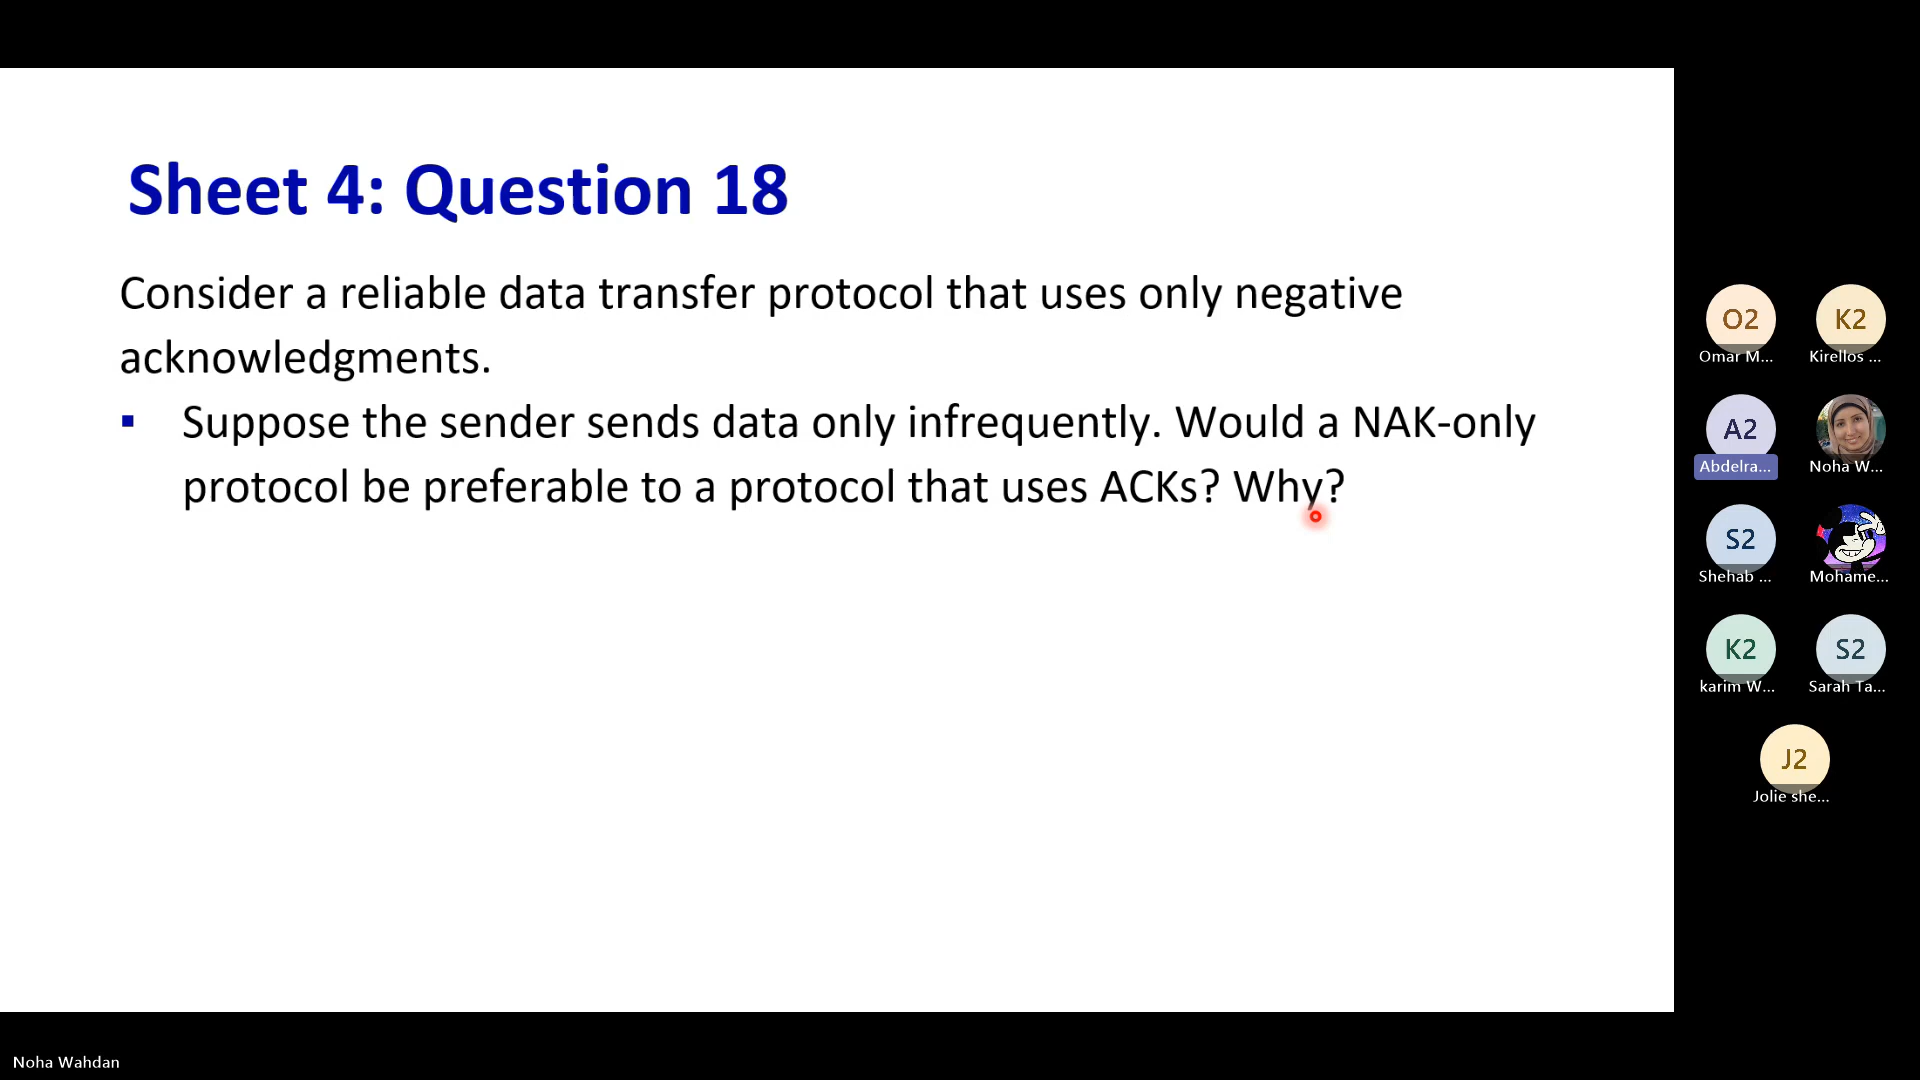 Sheet 4: Question 18
Consider a reliable data transfer protocol that uses only negative
acknowledgments.
▪ Suppose the sender sends data only infrequently. Would a NAK-only
protocol be preferable to a protocol that uses ACKs? Why?
O2
Omar M...
K2
Kirellos ...
A2
Abdelra...
Noha W...
S2
Shehab ...
Mohame...
K2
karim W...
S2
Sarah Ta...
J2
Jolie she...
Noha Wahdan